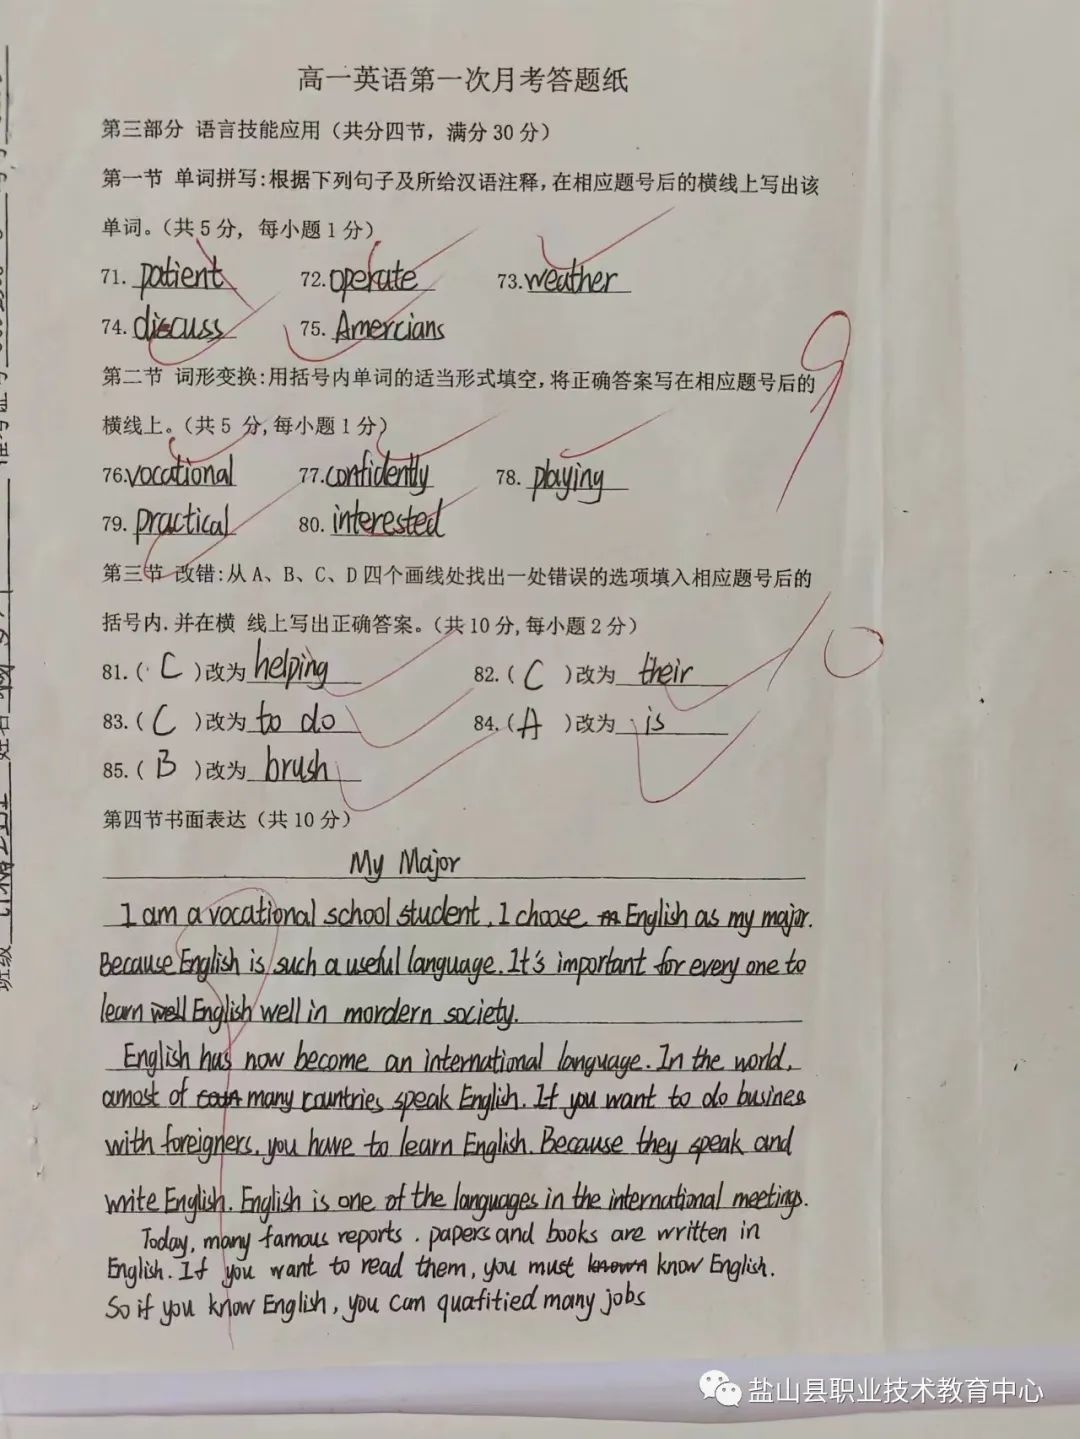 高一英语第一次月考答题纸
第三部分 语言技能应用（共分四节，满分30分）
第一节 单词拼写:根据下列句子及所给汉语注释,在相应题号后的横线上写出该
单词。（共5分, 每小题1分）
71. patient 72. operate 73. weather
74. discuss 75. Amercians
第二节 词形变换:用括号内单词的适当形式填空,将正确答案写在相应题号后的
横线上。（共5 分,每小题1分）
76. vocational 77. confidently 78. playing
79. practical 80. interested
9
第三节 改错:从A、B、C、D四个画线处找出一处错误的选项填入相应题号后的
括号内.并在横 线上写出正确答案。（共10分,每小题2分）
81.( C )改为 helping 82.( C )改为 their
83.( C )改为 to do 84.( A )改为 is
85.( B )改为 brush
10
第四节书面表达（共10分）
My Major
I am a vocational school student, I choose English as my major.
Because English is such a useful language. It's important for every one to
learn well English well in mordern society.
English has now become an international language. In the world,
amost of many countries speak English. If you want to do busines
with foreigners, you have to learn English. Because they speak and
write English. English is one of the languages in the international meetings.
Today, many famous reports. papers and books are written in
English. If you want to read them, you must known know English.
So if you know English, you can quafitied many jobs
7
班级
姓名
盐山县职业技术教育中心